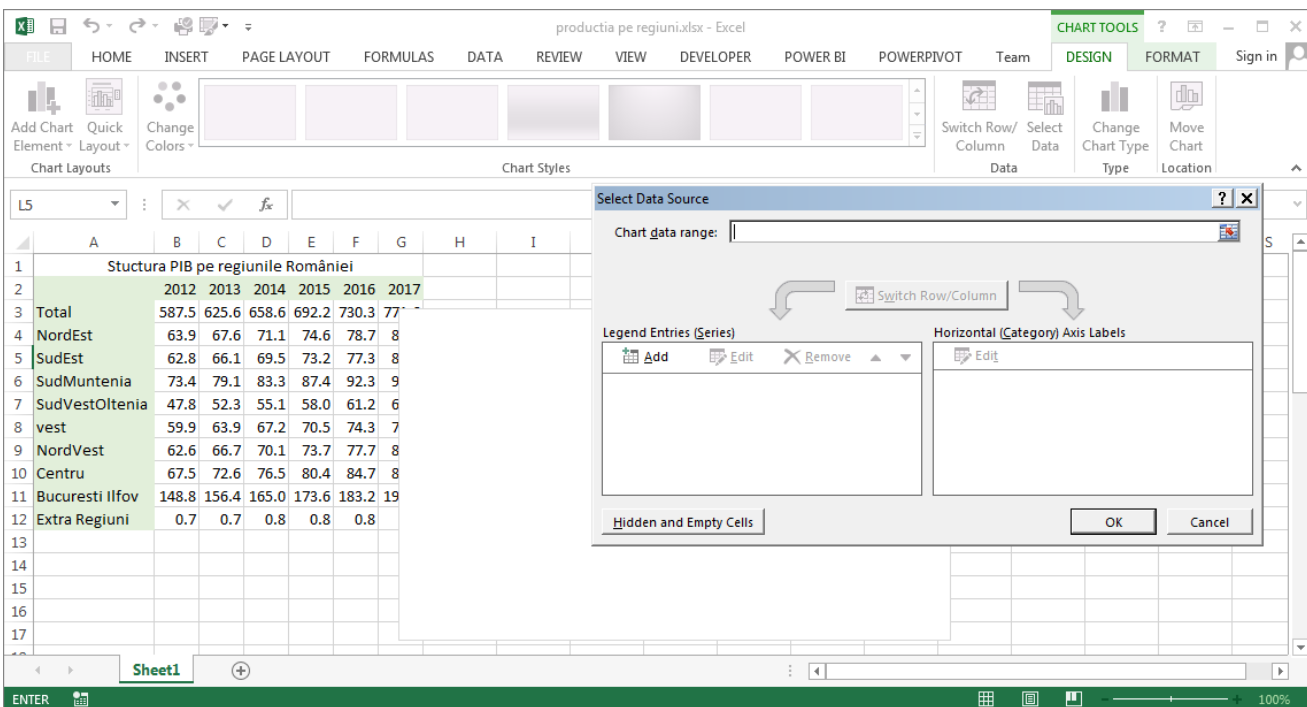 productia pe regiuni.xlsx - Excel
CHART TOOLS
?
FILE HOME INSERT PAGE LAYOUT FORMULAS DATA REVIEW VIEW DEVELOPER POWER BI POWERPIVOT Team DESIGN FORMAT Sign in
Add Chart Element
Quick Layout
Change Colors
Switch Row/ Column
Select Data
Change Chart Type
Move Chart
Chart Layouts Chart Styles Data Type Location
L5 fx
Select Data Source ? X
Chart data range:
Switch Row/Column
Legend Entries (Series) Horizontal (Category) Axis Labels
Add Edit Remove Edit
Hidden and Empty Cells OK Cancel
A B C D E F G H I S
1 Stuctura PIB pe regiunile României
2 2012 2013 2014 2015 2016 2017
3 Total 587.5 625.6 658.6 692.2 730.3
4 NordEst 63.9 67.6 71.1 74.6 78.7 8
5 SudEst 62.8 66.1 69.5 73.2 77.3 8
6 SudMuntenia 73.4 79.1 83.3 87.4 92.3 9
7 SudVestOltenia 47.8 52.3 55.1 58.0 61.2 6
8 vest 59.9 63.9 67.2 70.5 74.3 7
9 NordVest 62.6 66.7 70.1 73.7 77.7 8
10 Centru 67.5 72.6 76.5 80.4 84.7 8
11 Bucuresti Ilfov 148.8 156.4 165.0 173.6 183.2 19
12 Extra Regiuni 0.7 0.7 0.8 0.8 0.8
13
14
15
16
17
Sheet1
ENTER 100%